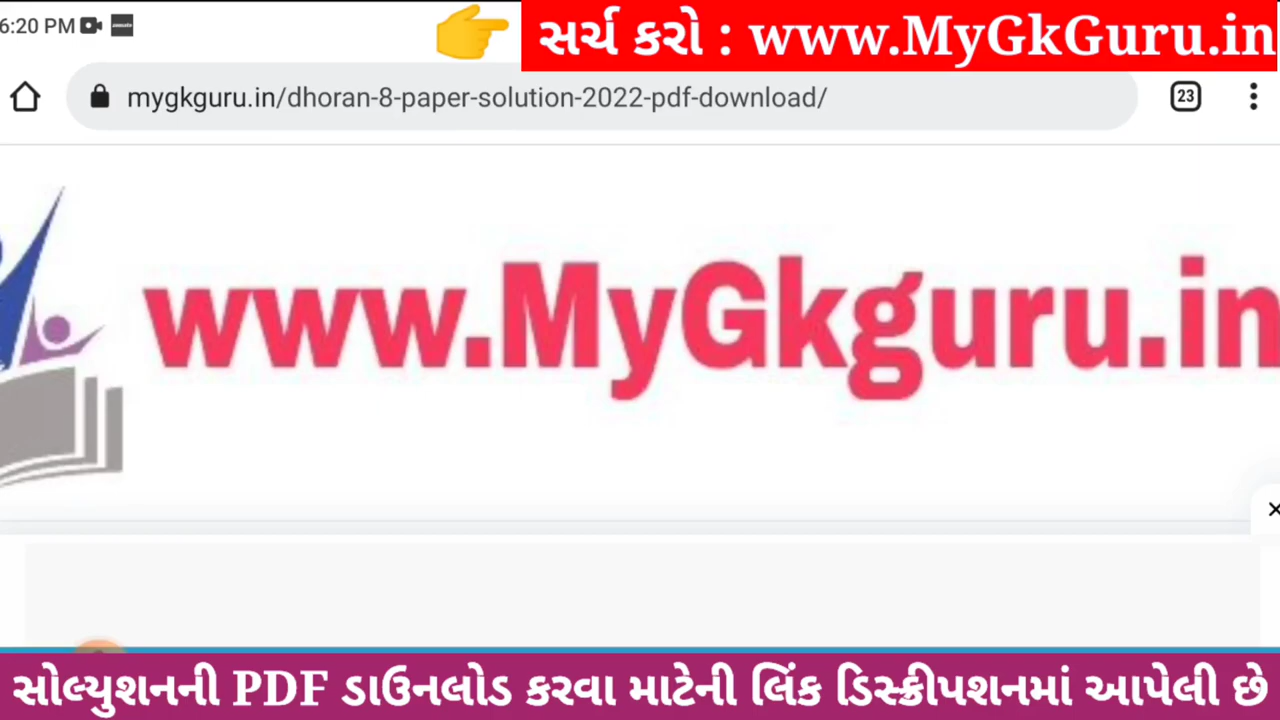 6:20 PM
સર્ચ કરો : www.MyGkGuru.in
mygkguru.in/dhoran-8-paper-solution-2022-pdf-download/
23
www.MyGkguru.in
સોલ્યુશનની PDF ડાઉનલોડ કરવા માટેની લિંક ડિસ્ક્રીપશનમાં આપેલી છે